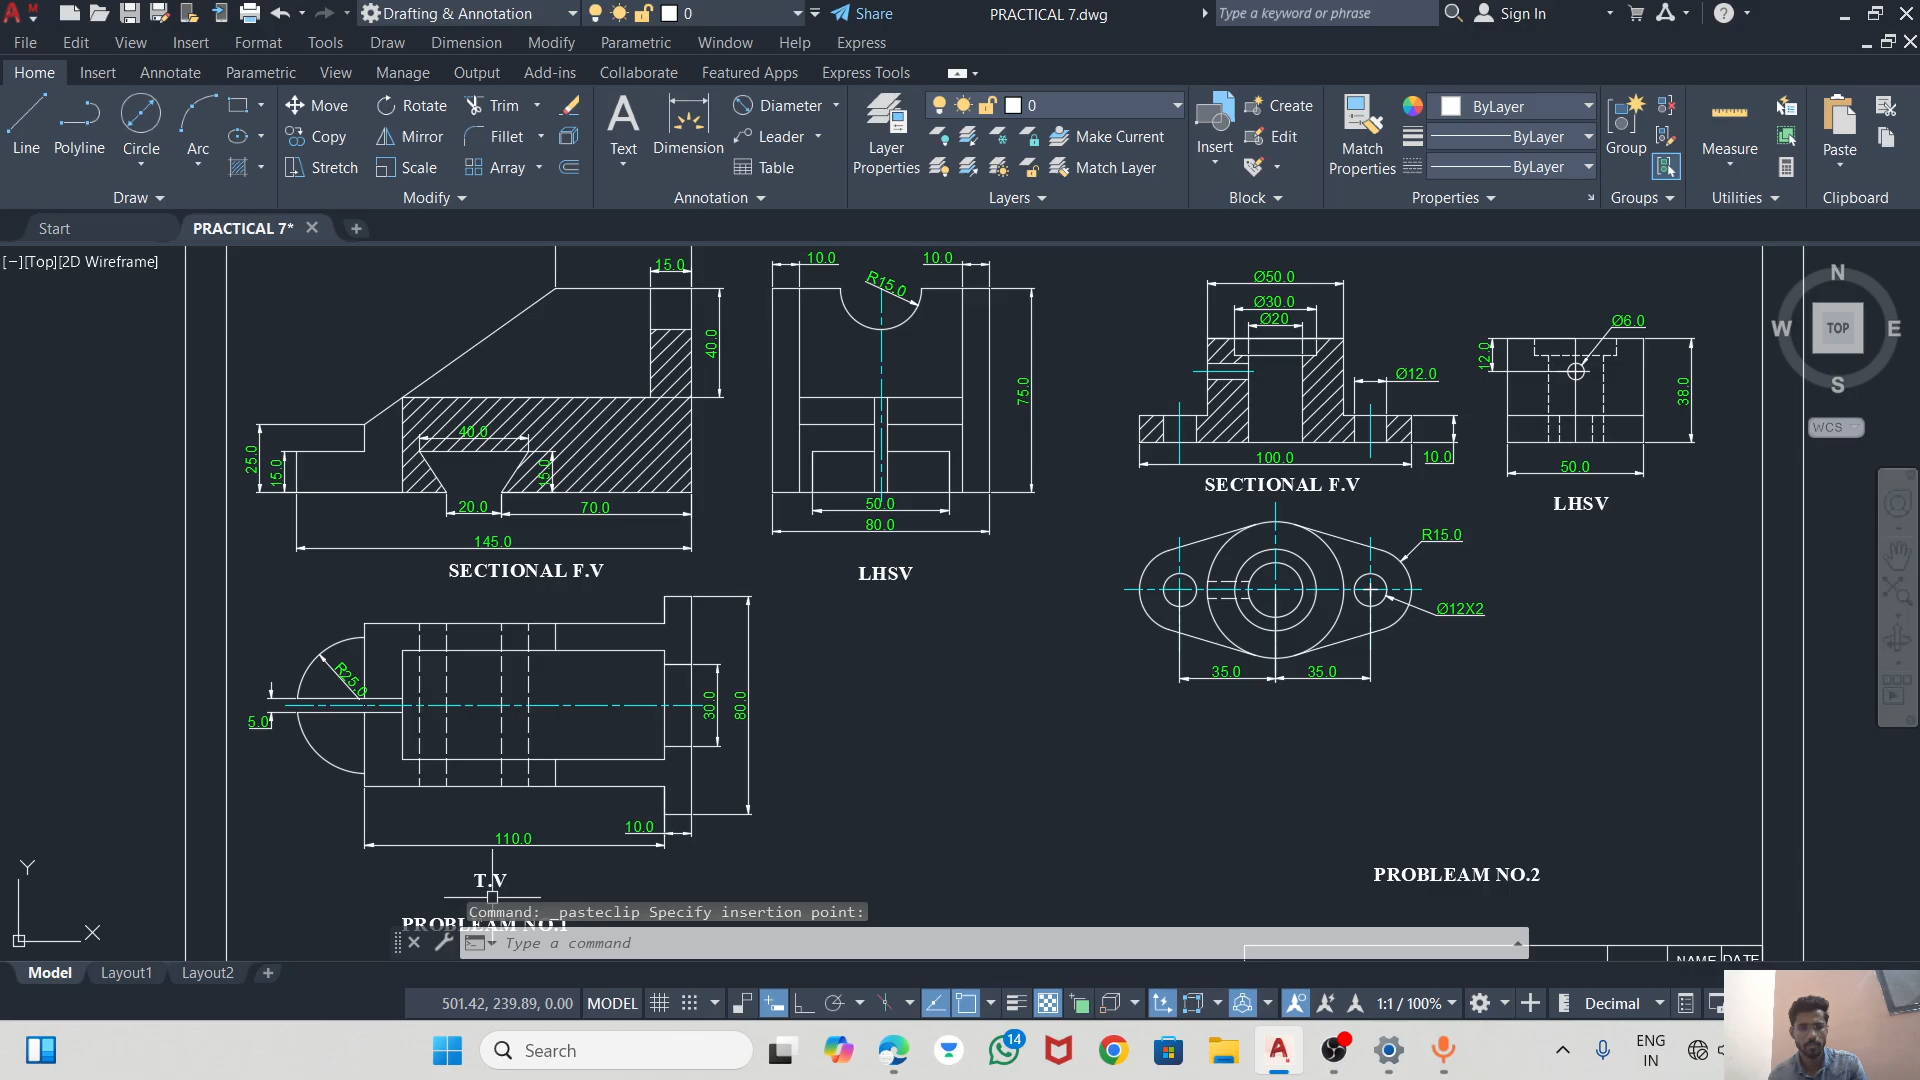 Drafting & Annotation
0
Share
PRACTICAL 7.dwg
Type a keyword or phrase
Sign In
File Edit View Insert Format Tools Draw Dimension Modify Parametric Window Help Express
Home Insert Annotate Parametric View Manage Output Add-ins Collaborate Featured Apps Express Tools
Move Rotate Trim Diameter 0 Create ByLayer
Copy Mirror Fillet Leader Make Current Edit ByLayer
Line Polyline Circle Arc Text Dimension Layer Properties Insert Match Properties Group Measure Paste
Stretch Scale Array Table Match Layer ByLayer
Draw Modify Annotation Layers Block Properties Groups Utilities Clipboard
Start
PRACTICAL 7*
[−][Top][2D Wireframe]
15.0
40.0
40.0
25.0
15.0
15.0
20.0
70.0
145.0
SECTIONAL F.V
10.0
10.0
R15.0
75.0
50.0
80.0
LHSV
Ø50.0
Ø30.0
Ø20
Ø12.0
100.0
10.0
SECTIONAL F.V
Ø6.0
12.0
38.0
50.0
LHSV
N
W
TOP
E
S
WCS
R25.0
5.0
30.0
80.0
10.0
110.0
T.V
PROBLEAM NO.1
R15.0
Ø12X2
35.0
35.0
PROBLEAM NO.2
NAME DATE
Y
X
Command: _pasteclip Specify insertion point:
Type a command
Model Layout1 Layout2
501.42, 239.89, 0.00 MODEL 1:1 / 100% Decimal
Search
14
ENG
IN